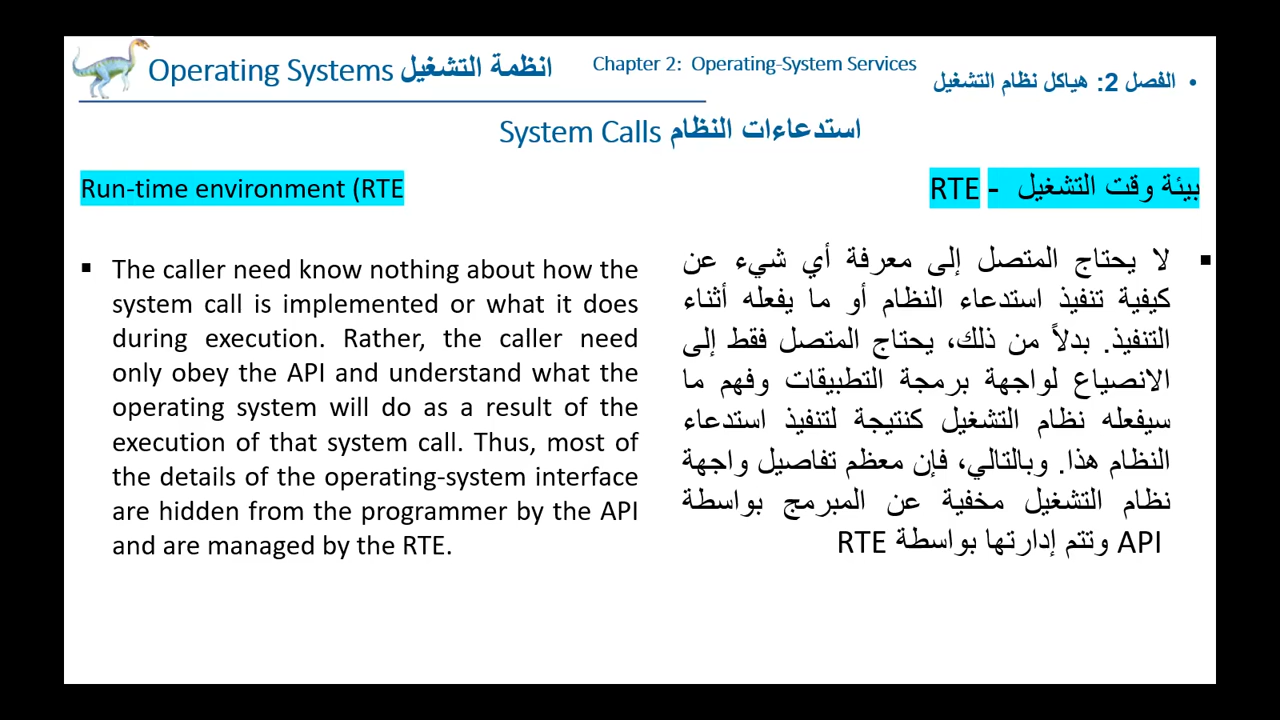 Operating Systems انظمة التشغيل
Chapter 2: Operating-System Services
• الفصل 2: هياكل نظام التشغيل
System Calls استدعاءات النظام
Run-time environment (RTE
بيئة وقت التشغيل - RTE
▪ The caller need know nothing about how the
system call is implemented or what it does
during execution. Rather, the caller need
only obey the API and understand what the
operating system will do as a result of the
execution of that system call. Thus, most of
the details of the operating-system interface
are hidden from the programmer by the API
and are managed by the RTE.
▪ لا يحتاج المتصل إلى معرفة أي شيء عن
كيفية تنفيذ استدعاء النظام أو ما يفعله أثناء
التنفيذ. بدلاً من ذلك، يحتاج المتصل فقط إلى
الانصياع لواجهة برمجة التطبيقات وفهم ما
سيفعله نظام التشغيل كنتيجة لتنفيذ استدعاء
النظام هذا. وبالتالي، فإن معظم تفاصيل واجهة
نظام التشغيل مخفية عن المبرمج بواسطة
API وتتم إدارتها بواسطة RTE